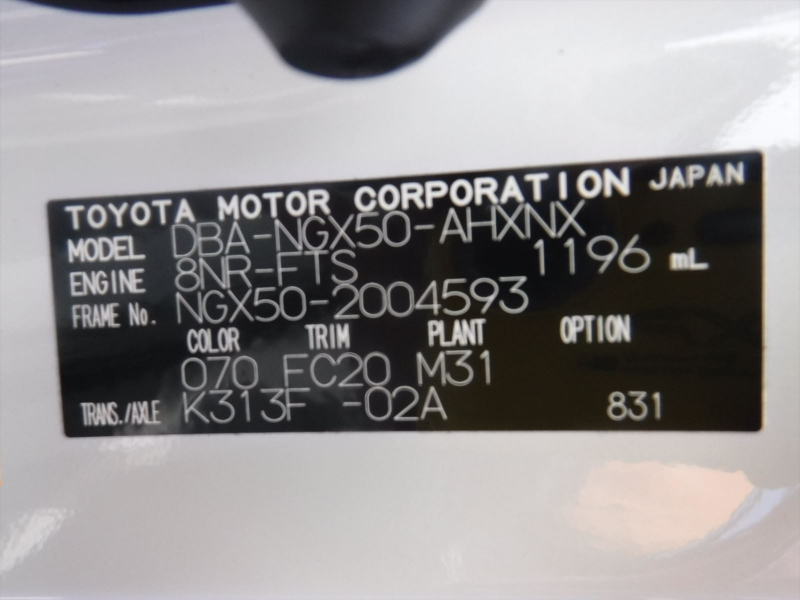 TOYOTA MOTOR CORPORATION JAPAN
MODEL DBA-NGX50-AHXNX
ENGINE 8NR-FTS 1196 mL
FRAME No. NGX50-2004593
COLOR TRIM PLANT OPTION
070 FC20 M31
TRANS./AXLE K313F -02A 831